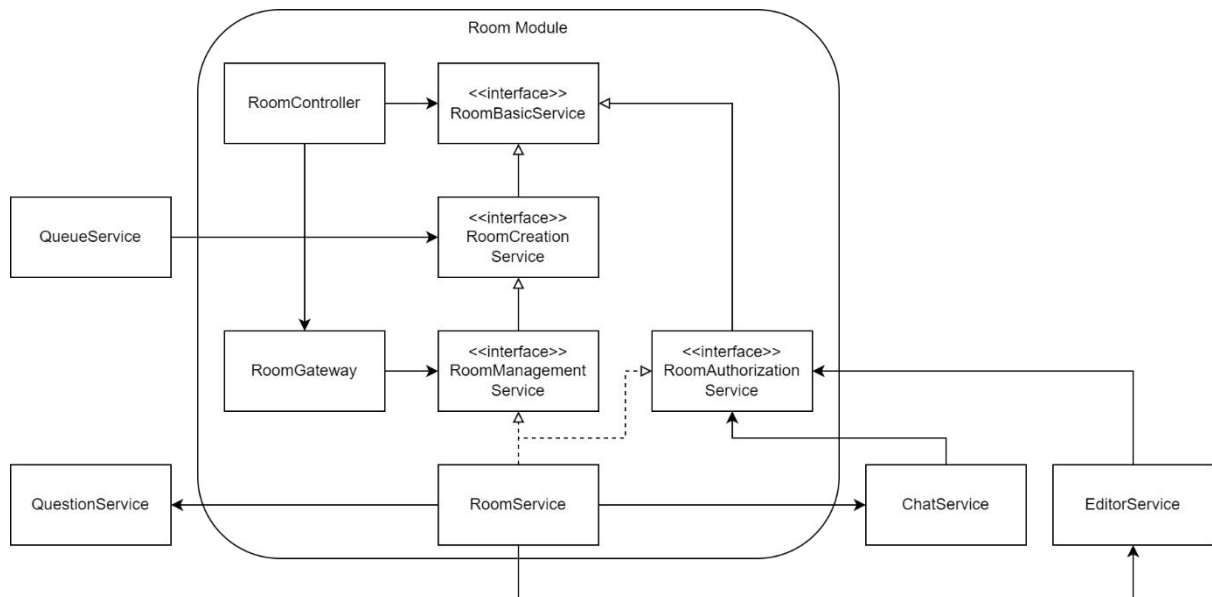 Room Module
RoomController
<<interface>>
RoomBasicService
QueueService
<<interface>>
RoomCreation
Service
RoomGateway
<<interface>>
RoomManagement
Service
<<interface>>
RoomAuthorization
Service
QuestionService
RoomService
ChatService
EditorService